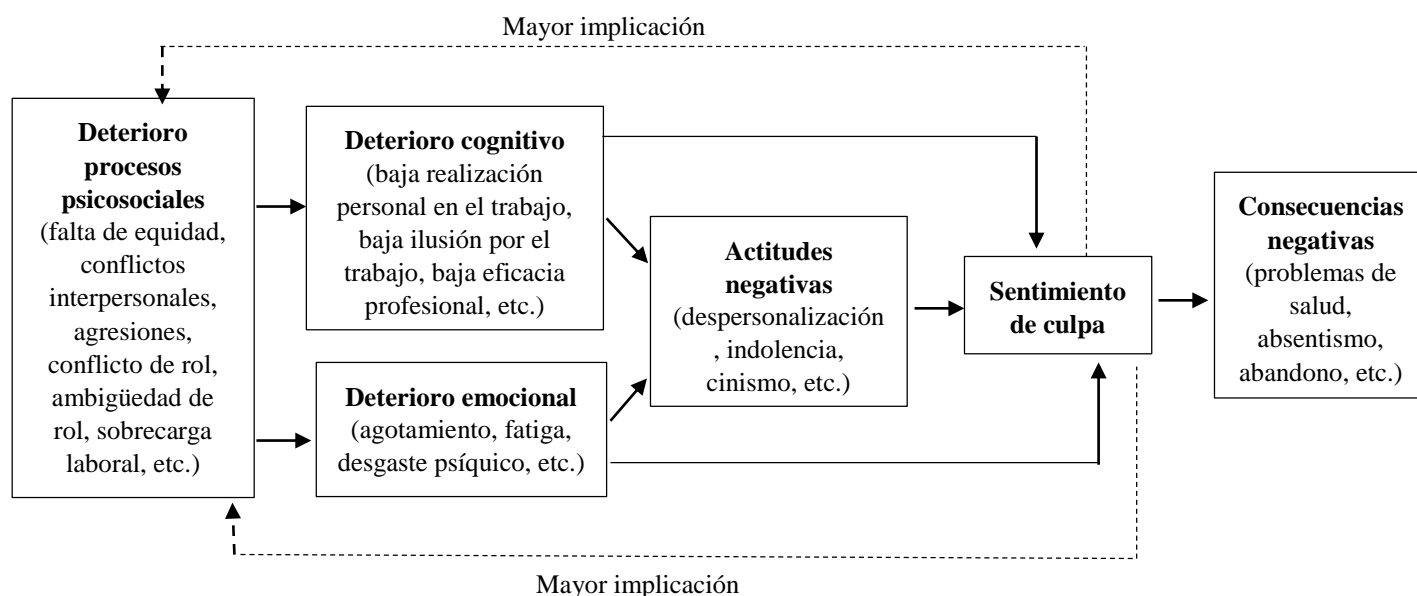 Mayor implicación
Deterioro
procesos
psicosociales
(falta de equidad,
conflictos
interpersonales,
agresiones,
conflicto de rol,
ambigüedad de
rol, sobrecarga
laboral, etc.)
Deterioro cognitivo
(baja realización
personal en el trabajo,
baja ilusión por el
trabajo, baja eficacia
profesional, etc.)
Deterioro emocional
(agotamiento, fatiga,
desgaste psíquico, etc.)
Actitudes
negativas
(despersonalización
, indolencia,
cinismo, etc.)
Sentimiento
de culpa
Consecuencias
negativas
(problemas de
salud,
absentismo,
abandono, etc.)
Mayor implicación